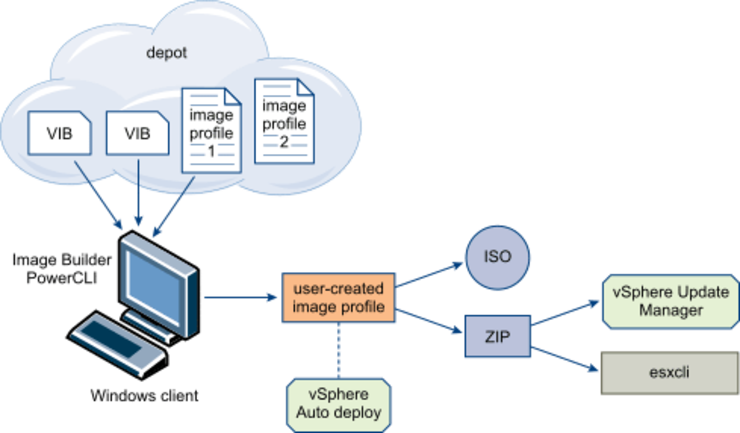 depot
VIB
VIB
image
profile
1
image
profile
2
Image Builder
PowerCLI
Windows client
user-created
image profile
vSphere
Auto deploy
ISO
ZIP
vSphere Update
Manager
esxcli